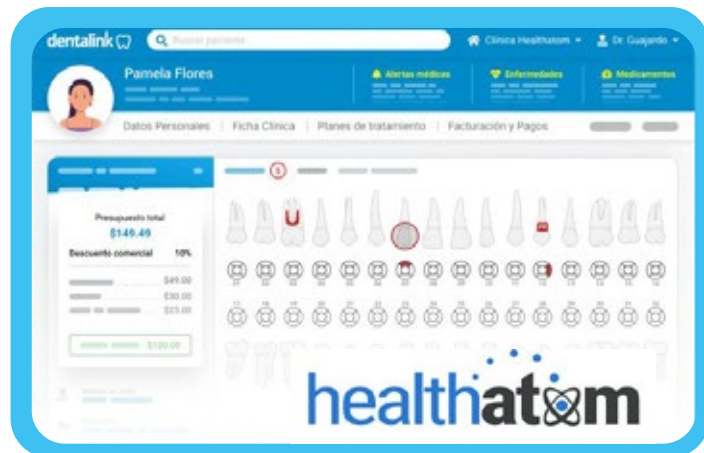 dentalink
Buscar paciente
Clínica Healthatom
Dr. Guajardo
Pamela Flores
Alertas médicas
Enfermedades
Medicamentos
Datos Personales
Ficha Clínica
Planes de tratamiento
Facturación y Pagos
Presupuesto total
$149.49
Descuento comercial 10%
$49.00
$30.00
$23.00
$100.00
healthatom